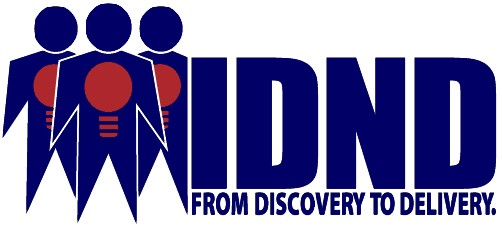 IDND
FROM DISCOVERY TO DELIVERY.